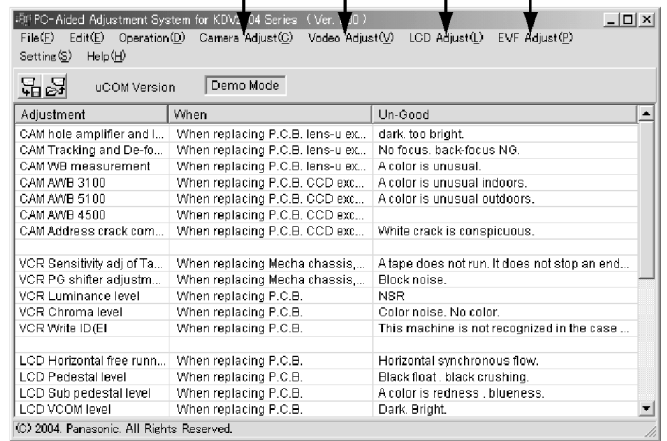 PC-Aided Adjustment System for KDV2004 Series (Ver. 1.00)
File(F) Edit(E) Operation(D) Camera Adjust(C) Vodeo Adjust(V) LCD Adjust(L) EVF Adjust(P)
Setting(S) Help(H)
uCOM Version Demo Mode
Adjustment When Un-Good
CAM hole amplifier and l... When replacing P.C.B. lens-u ex... dark. too bright.
CAM Tracking and De-fo... When replacing P.C.B. lens-u ex... No focus. back-focus NG.
CAM WB measurement When replacing P.C.B. lens-u ex... A color is unusual.
CAM AWB 3100 When replacing P.C.B. CCD exc... A color is unusual indoors.
CAM AWB 5100 When replacing P.C.B. CCD exc... A color is unusual outdoors.
CAM AWB 4500 When replacing P.C.B. CCD exc...
CAM Address crack com... When replacing P.C.B. CCD exc... White crack is conspicuous.
VCR Sensitivity adj of Ta... When replacing Mecha chassis,... A tape does not run. It does not stop an end...
VCR PG shifter adjustm... When replacing Mecha chassis,... Block noise.
VCR Luminance level When replacing P.C.B. NSR
VCR Chroma level When replacing P.C.B. Color noise. No color.
VCR Write ID(EI When replacing P.C.B. This machine is not recognized in the case ...
LCD Horizontal free runn... When replacing P.C.B. Horizontal synchronous flow.
LCD Pedestal level When replacing P.C.B. Black float . black crushing.
LCD Sub pedestal level When replacing P.C.B. A color is redness . blueness.
LCD VCOM level When replacing P.C.B. Dark. Bright.
(C) 2004. Panasonic. All Rights Reserved.